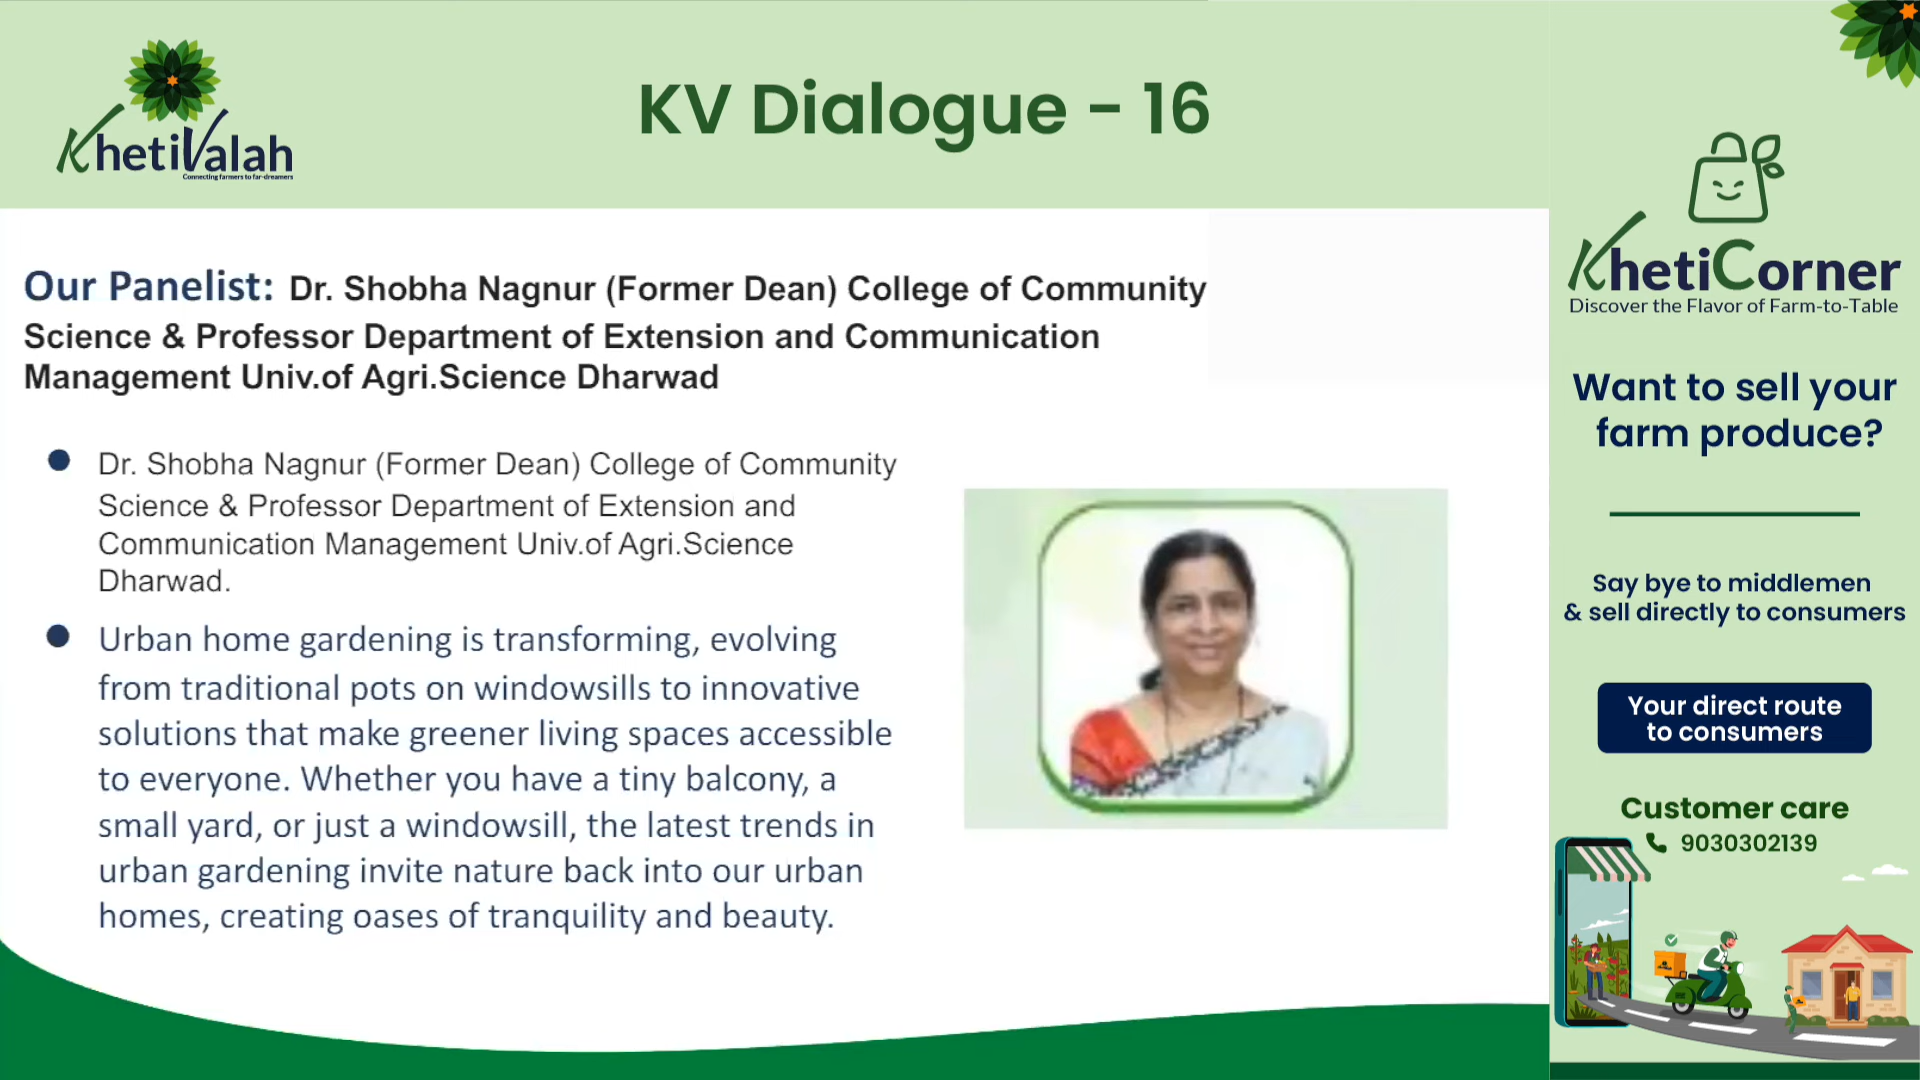 KhetiValah
Connecting farmers to far-dreamers
KV Dialogue - 16
Our Panelist: Dr. Shobha Nagnur (Former Dean) College of Community
Science & Professor Department of Extension and Communication
Management Univ.of Agri.Science Dharwad
Dr. Shobha Nagnur (Former Dean) College of Community
Science & Professor Department of Extension and
Communication Management Univ.of Agri.Science
Dharwad.
Urban home gardening is transforming, evolving
from traditional pots on windowsills to innovative
solutions that make greener living spaces accessible
to everyone. Whether you have a tiny balcony, a
small yard, or just a windowsill, the latest trends in
urban gardening invite nature back into our urban
homes, creating oases of tranquility and beauty.
KhetiCorner
Discover the Flavor of Farm-to-Table
Want to sell your
farm produce?
Say bye to middlemen
& sell directly to consumers
Your direct route
to consumers
Customer care
9030302139